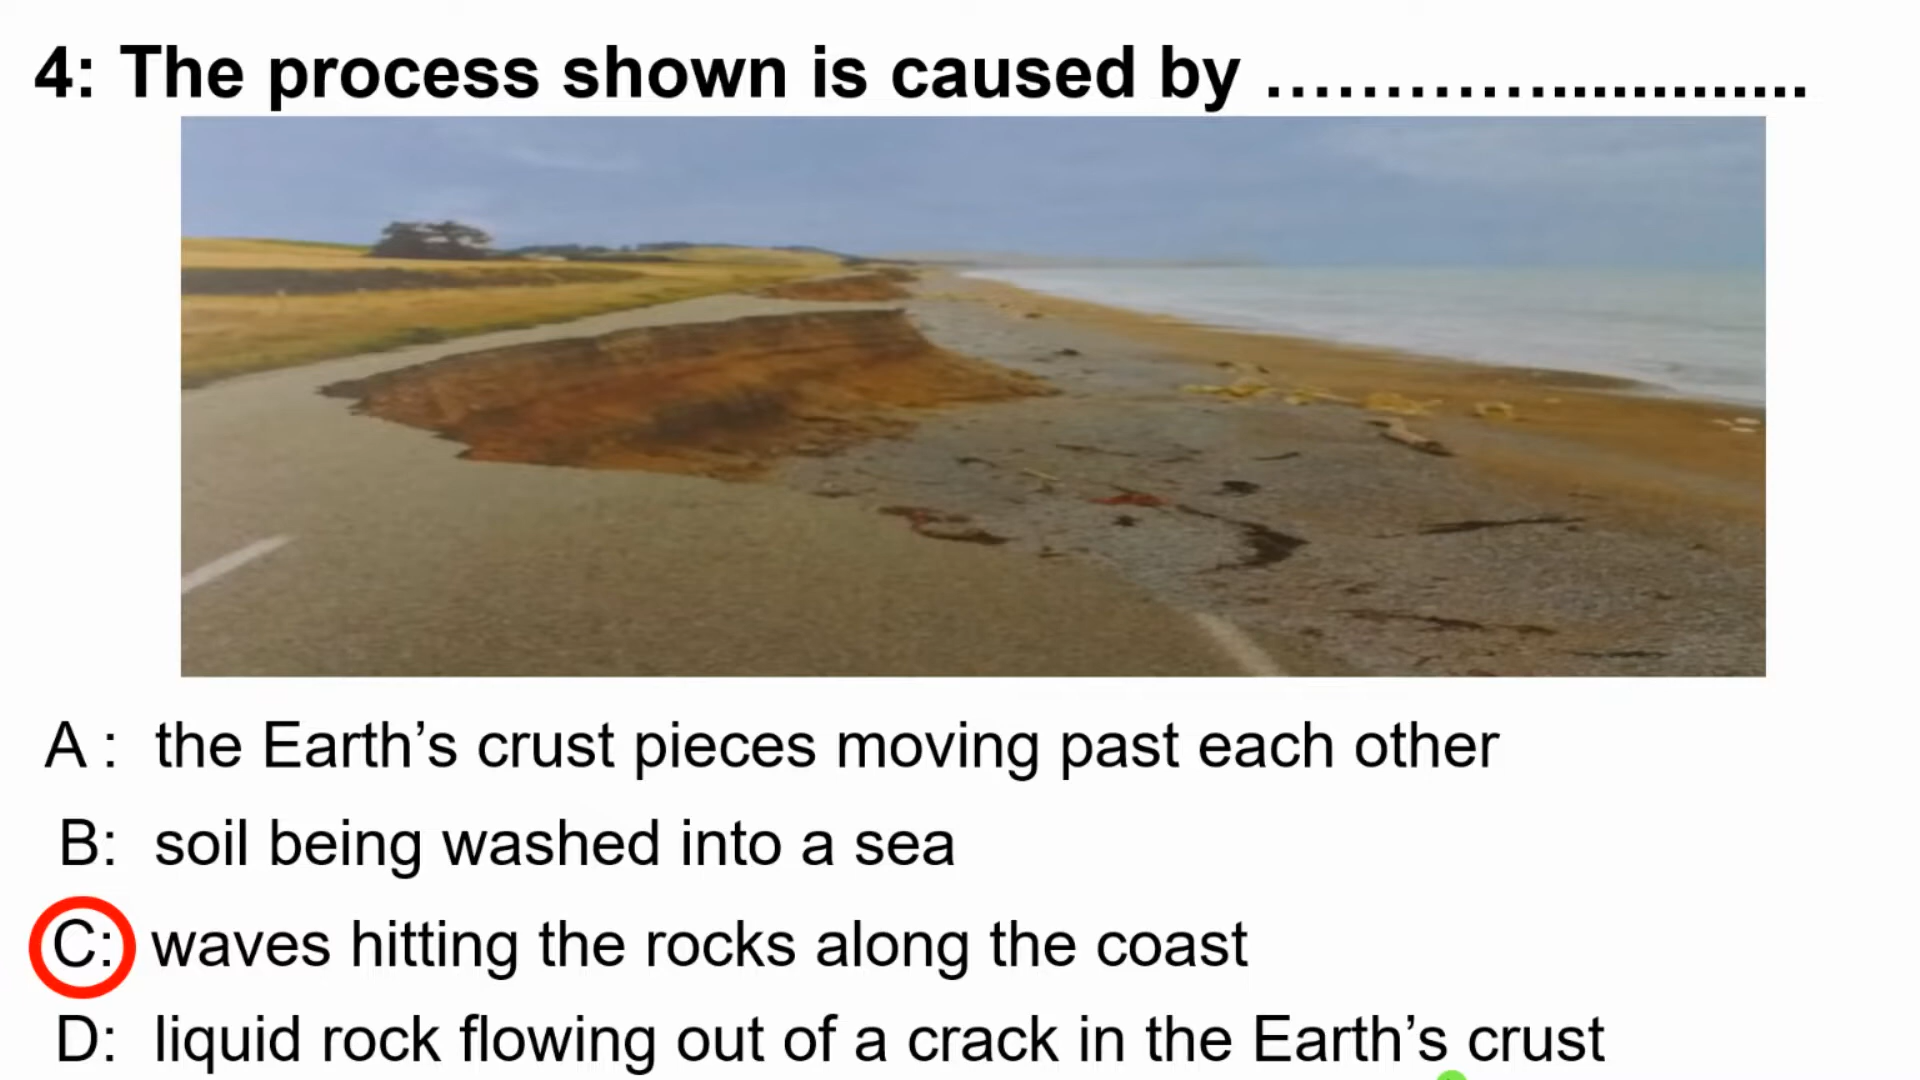 4: The process shown is caused by ………….............
A : the Earth’s crust pieces moving past each other
B: soil being washed into a sea
C: waves hitting the rocks along the coast
D: liquid rock flowing out of a crack in the Earth’s crust